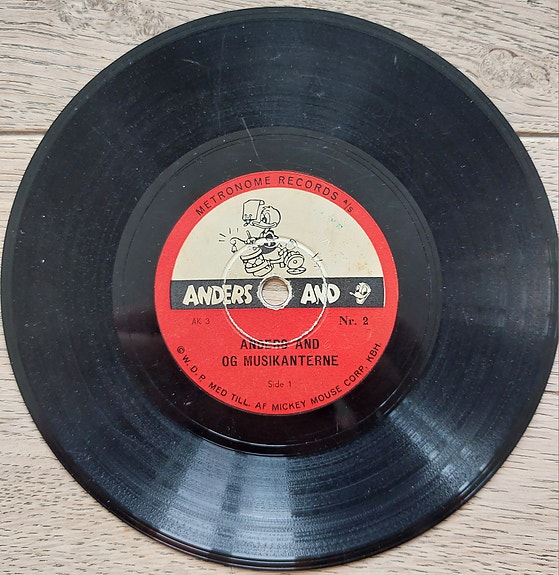 METRONOME RECORDS A/S
ANDERS AND
AK 3 Nr. 2
ANDERS AND
OG MUSIKANTERNE
Side 1
© W.D.P. MED TILL. AF MICKEY MOUSE CORP. KBH.